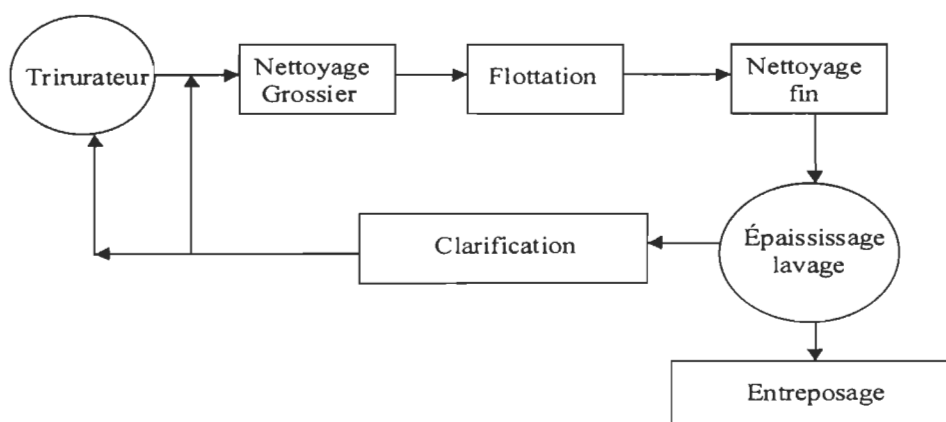 Trirurateur
Nettoyage
Grossier
Flottation
Nettoyage
fin
Clarification
Épaississage
lavage
Entreposage